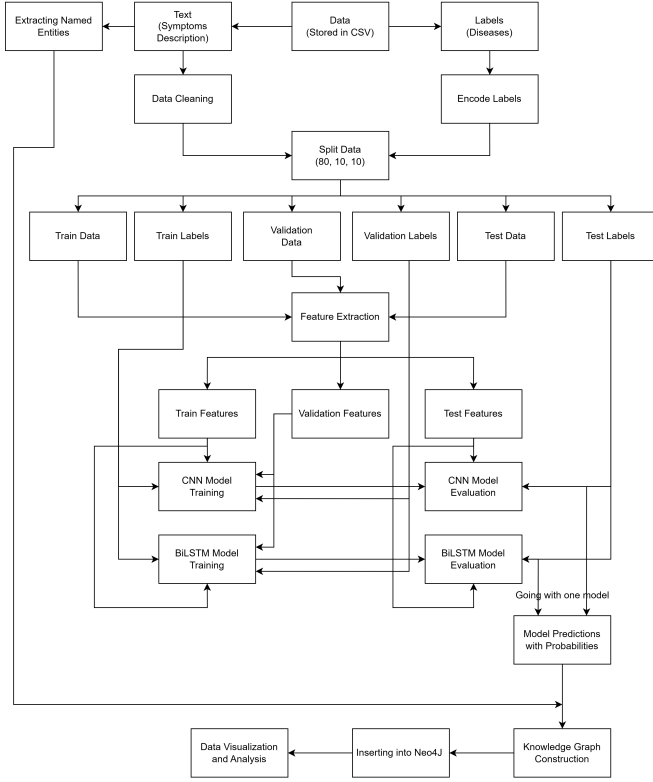 Extracting Named
Entities
Text
(Symptoms
Description)
Data
(Stored in CSV)
Labels
(Diseases)
Data Cleaning
Encode Labels
Split Data
(80, 10, 10)
Train Data
Train Labels
Validation
Data
Validation Labels
Test Data
Test Labels
Feature Extraction
Train Features
Validation Features
Test Features
CNN Model
Training
CNN Model
Evaluation
BiLSTM Model
Training
BiLSTM Model
Evaluation
Going with one model
Model Predictions
with Probabilities
Data Visualization
and Analysis
Inserting into Neo4J
Knowledge Graph
Construction